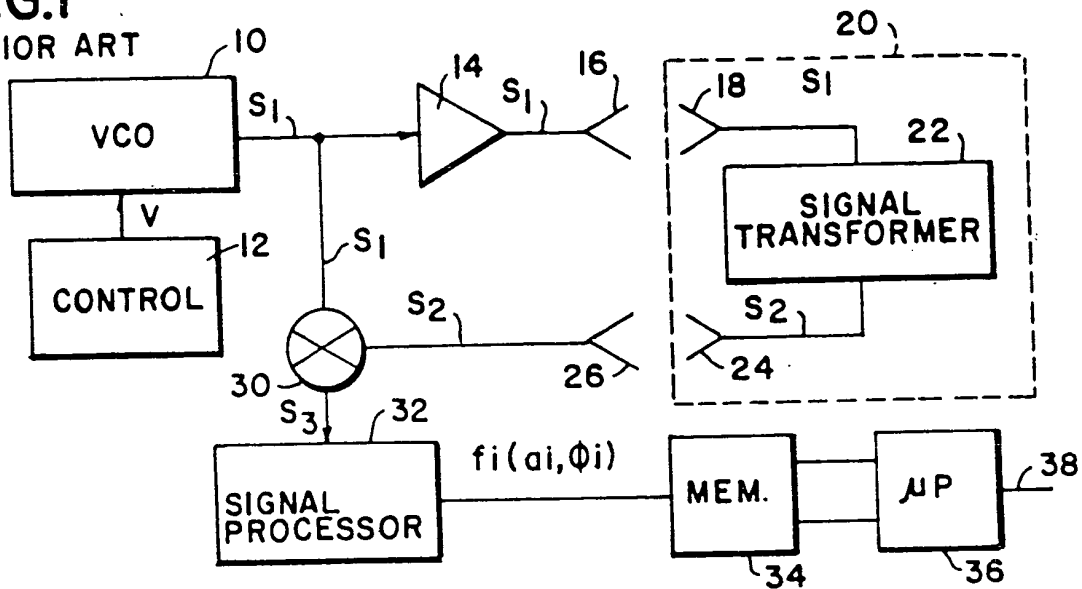 G.1
IOR ART
10
20
14
16
VCO
S1
S1
18
S1
22
V
SIGNAL
TRANSFORMER
12
S1
CONTROL
S2
S2
30
26
24
S3
32
fi(ai,Φi)
38
SIGNAL
PROCESSOR
MEM.
μP
34
36